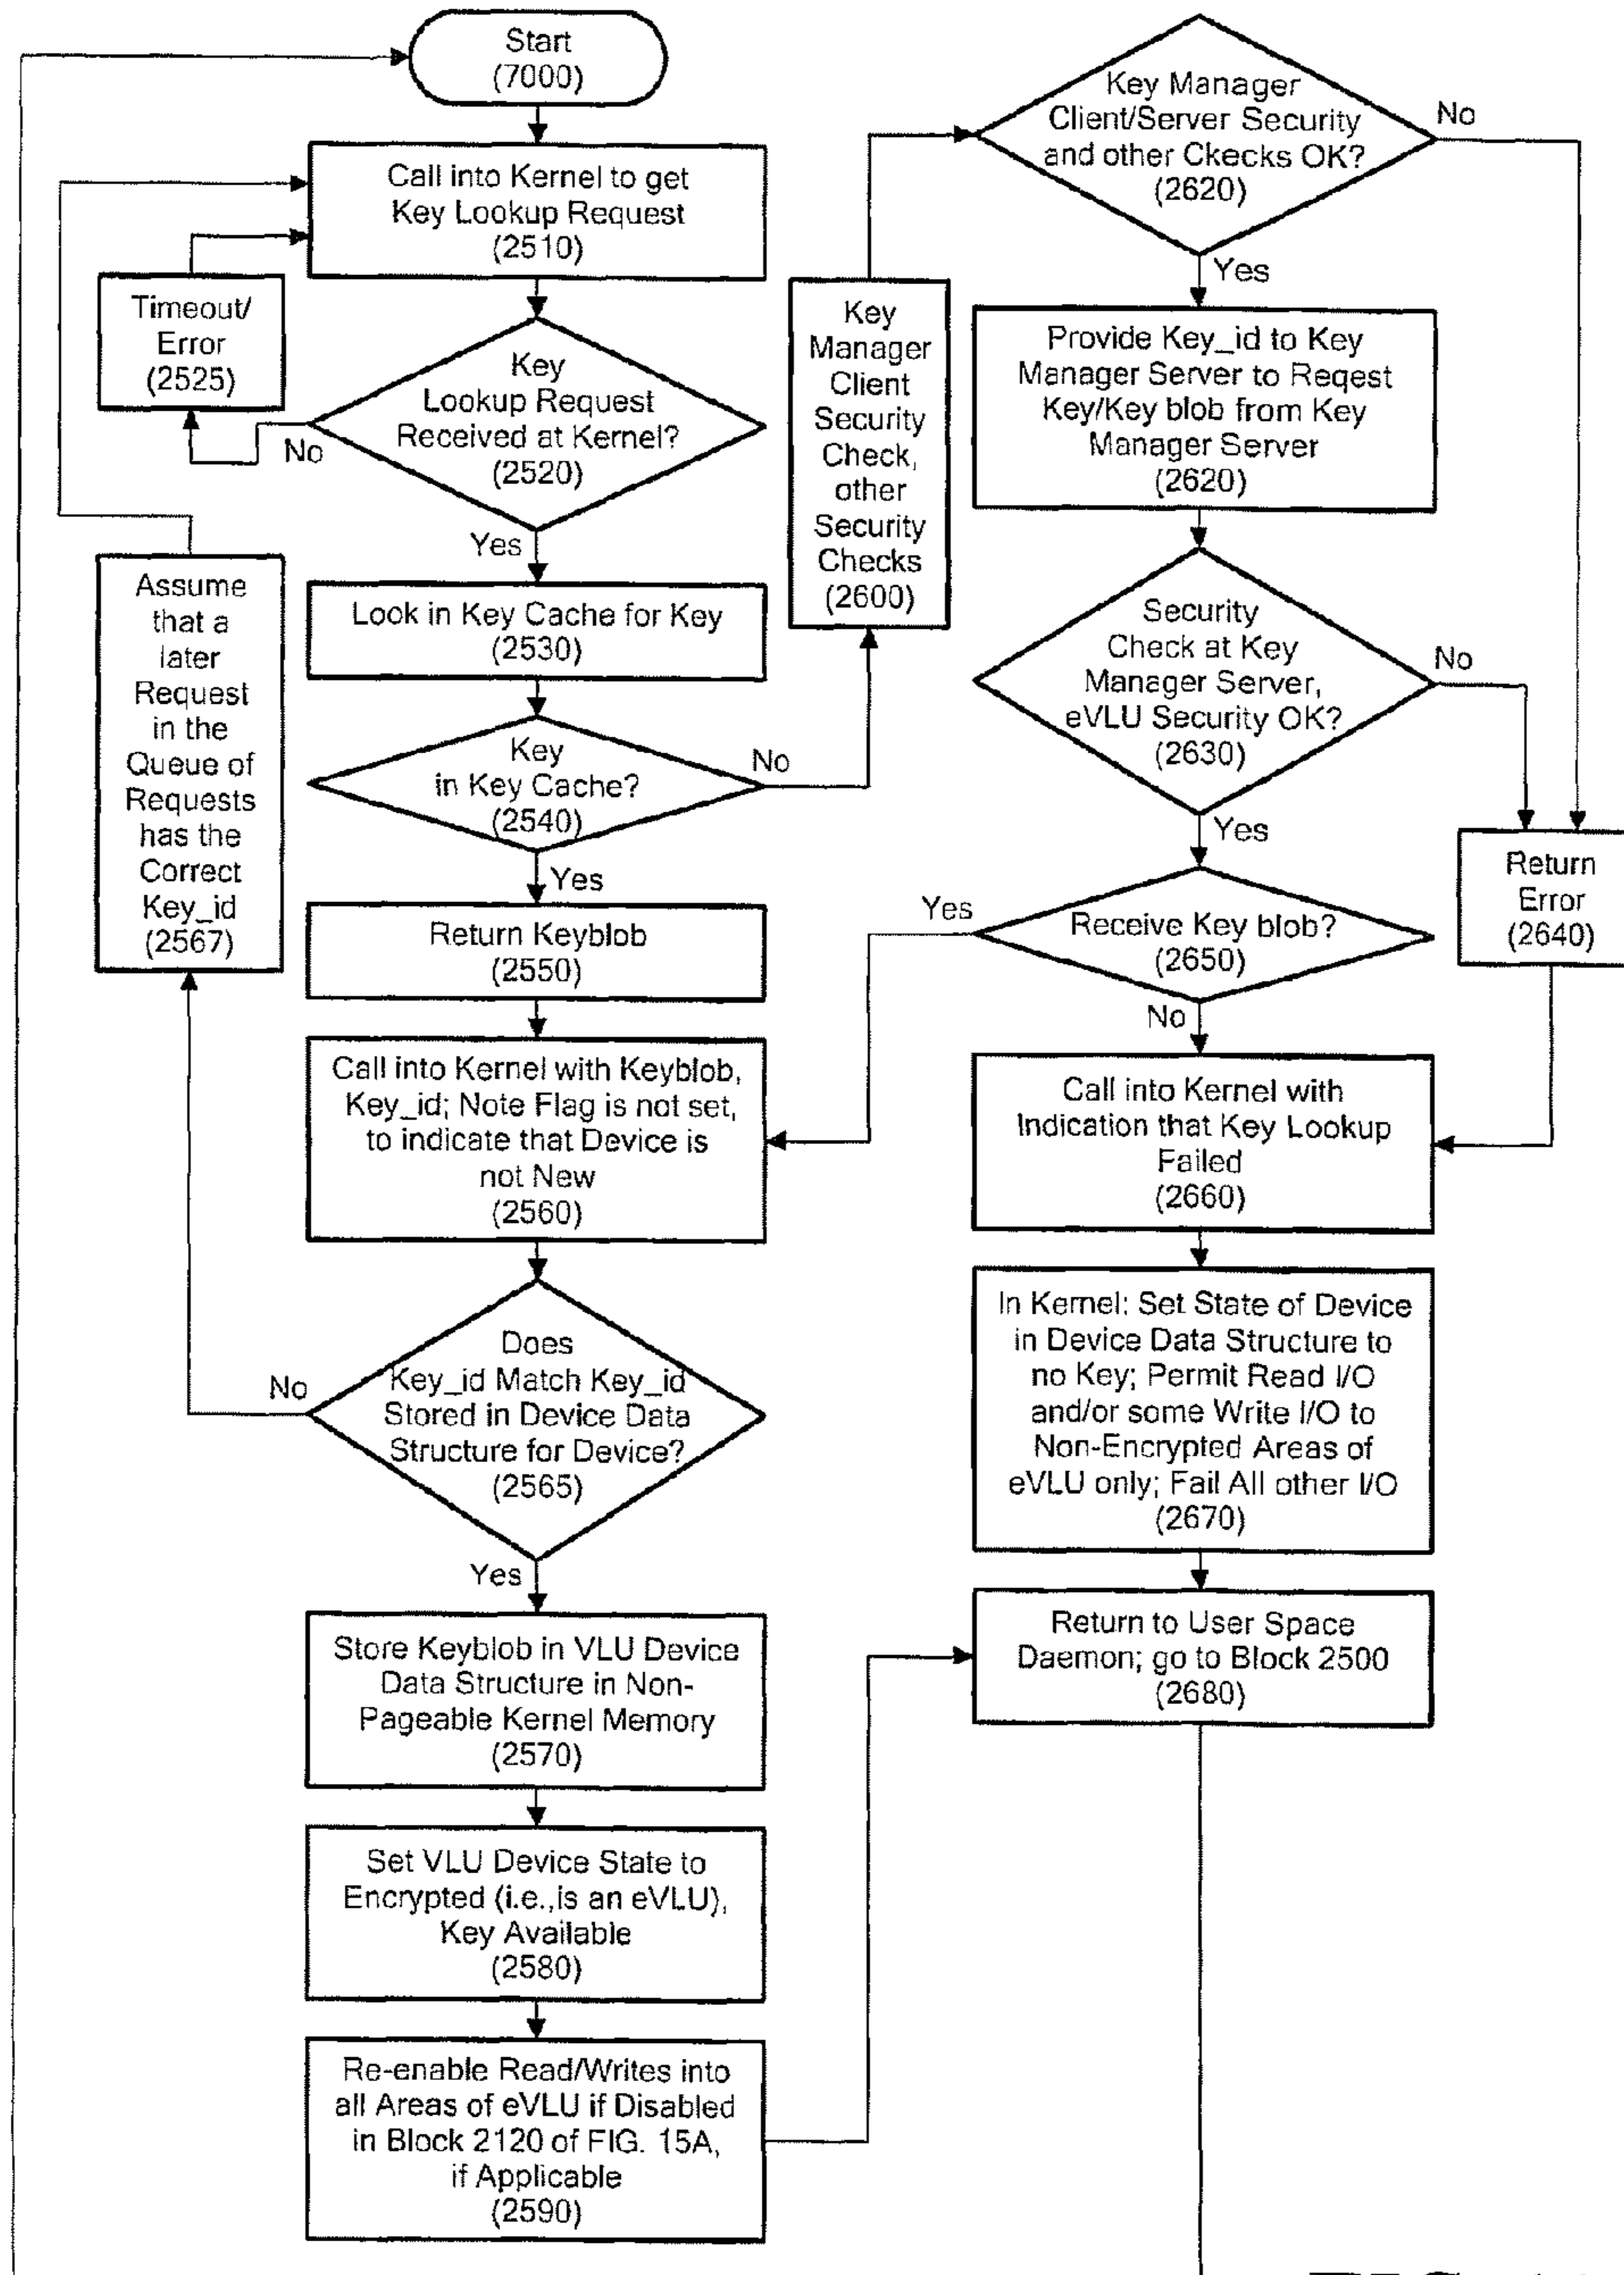 Start
(7000)
Call into Kernel to get
Key Lookup Request
(2510)
Timeout/
Error
(2525)
Key
Lookup Request
Received at Kernel?
(2520)
No
Yes
Look in Key Cache for Key
(2530)
Key
in Key Cache?
(2540)
No
Yes
Return Keyblob
(2550)
Call into Kernel with Keyblob,
Key_id; Note Flag is not set,
to indicate that Device is
not New
(2560)
Does
Key_id Match Key_id
Stored in Device Data
Structure for Device?
(2565)
No
Yes
Assume
that a
later
Request
in the
Queue of
Requests
has the
Correct
Key_id
(2567)
Store Keyblob in VLU Device
Data Structure in Non-
Pageable Kernel Memory
(2570)
Set VLU Device State to
Encrypted (i.e.,is an eVLU),
Key Available
(2580)
Re-enable Read/Writes into
all Areas of eVLU if Disabled
in Block 2120 of FIG. 15A,
if Applicable
(2590)
Key
Manager
Client
Security
Check,
other
Security
Checks
(2600)
Key Manager
Client/Server Security
and other Ckecks OK?
(2620)
No
Yes
Provide Key_id to Key
Manager Server to Reqest
Key/Key blob from Key
Manager Server
(2620)
Security
Check at Key
Manager Server,
eVLU Security OK?
(2630)
No
Yes
Return
Error
(2640)
Receive Key blob?
(2650)
Yes
No
Call into Kernel with
Indication that Key Lookup
Failed
(2660)
In Kernel: Set State of Device
in Device Data Structure to
no Key; Permit Read I/O
and/or some Write I/O to
Non-Encrypted Areas of
eVLU only; Fail All other I/O
(2670)
Return to User Space
Daemon; go to Block 2500
(2680)